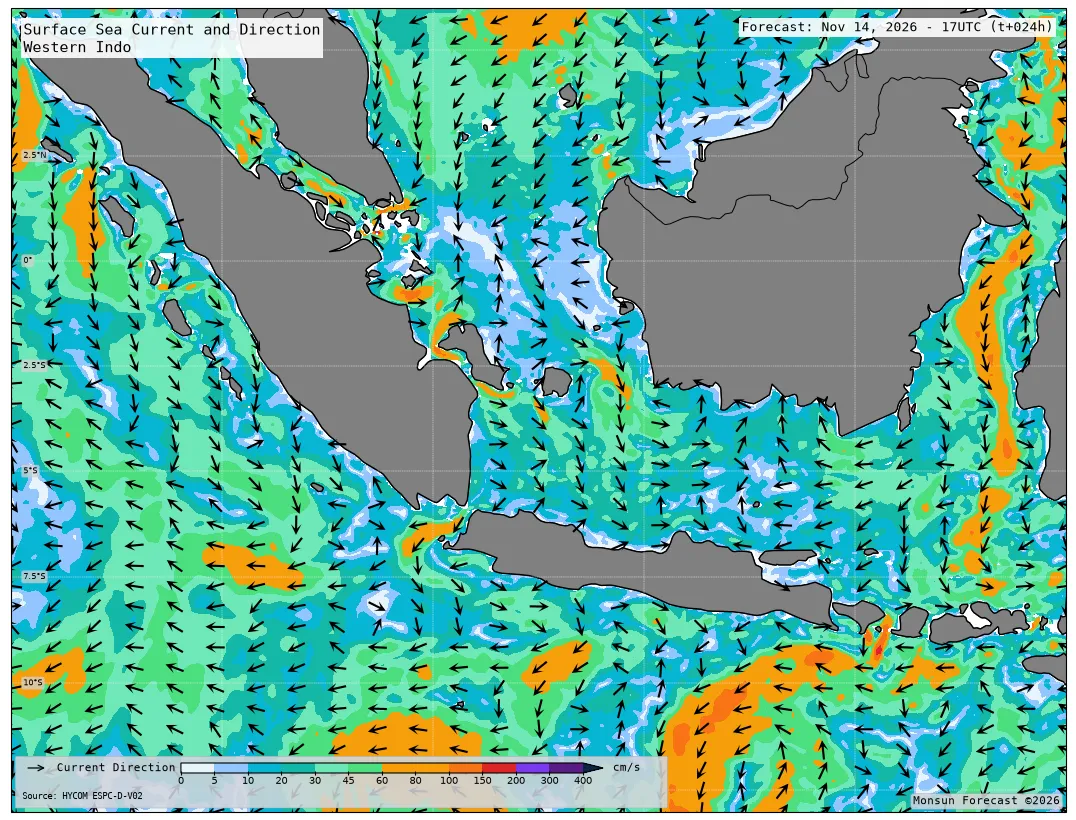 Surface Sea Current and Direction
Western Indo
Forecast: Nov 14, 2026 - 17UTC (t+024h)
2.5°N
0°
2.5°S
5°S
7.5°S
10°S
Current Direction
0 5 10 20 30 45 60 80 100 150 200 300 400 cm/s
Source: HYCOM ESPC-D-V02
Monsun Forecast ©2026